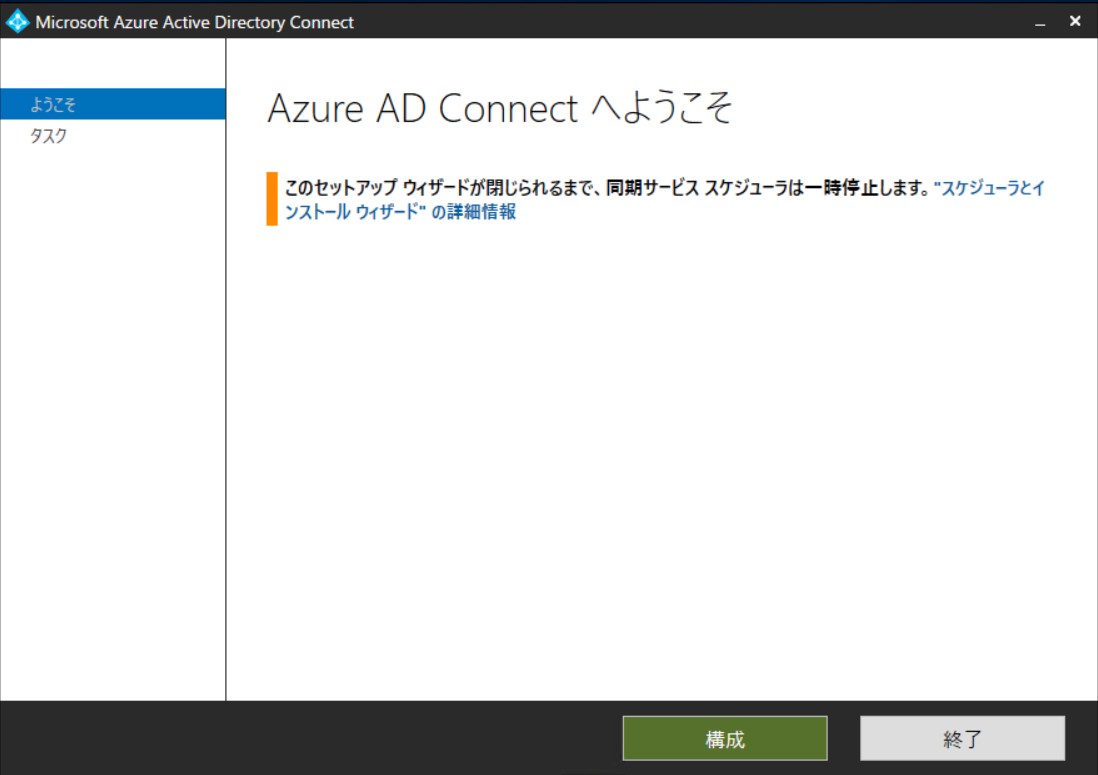 Microsoft Azure Active Directory Connect
ようこそ
タスク
Azure AD Connect へようこそ
このセットアップ ウィザードが閉じられるまで、同期サービス スケジューラは一時停止します。"スケジューラとイ
ンストール ウィザード" の詳細情報
構成
終了